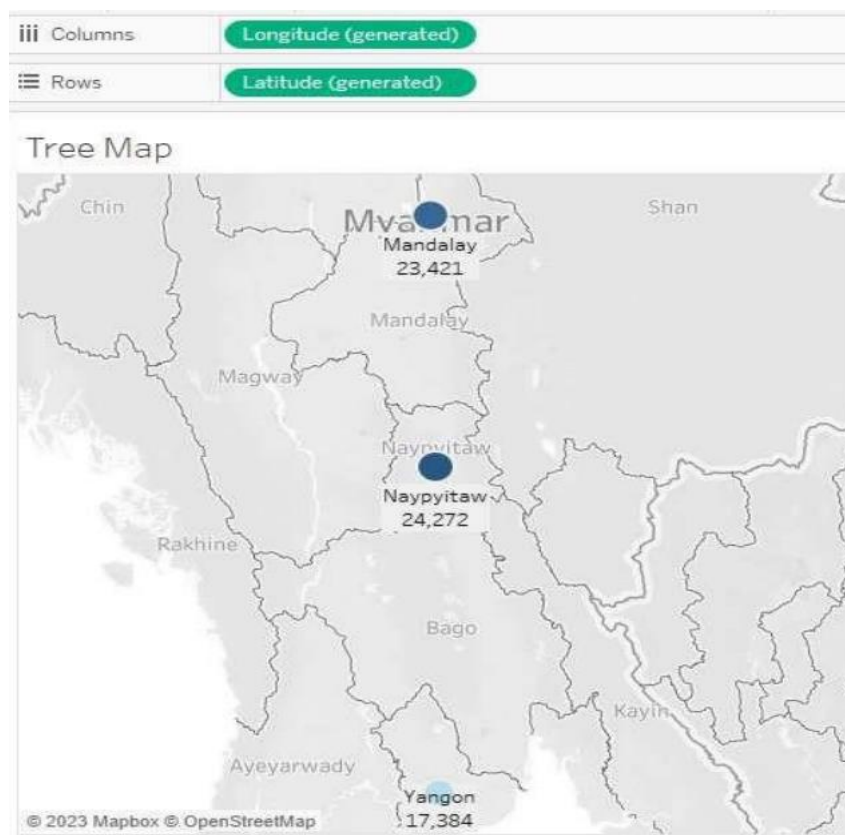 Columns Longitude (generated)
Rows Latitude (generated)
Tree Map
Chin
Myanmar
Shan
Mandalay
23,421
Mandalay
Magway
Naypyitaw
Naypyitaw
24,272
Rakhine
Bago
Kayin
Ayeyarwady
Yangon
17,384
© 2023 Mapbox © OpenStreetMap